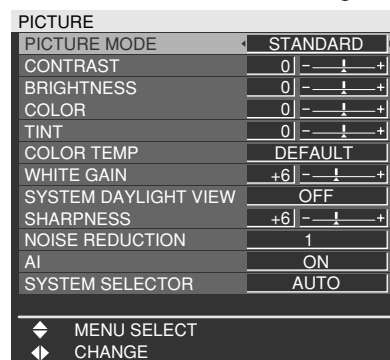 PICTURE
PICTURE MODE STANDARD
CONTRAST 0 - +
BRIGHTNESS 0 - +
COLOR 0 - +
TINT 0 - +
COLOR TEMP DEFAULT
WHITE GAIN +6 - +
SYSTEM DAYLIGHT VIEW OFF
SHARPNESS +6 - +
NOISE REDUCTION 1
AI ON
SYSTEM SELECTOR AUTO
MENU SELECT
CHANGE